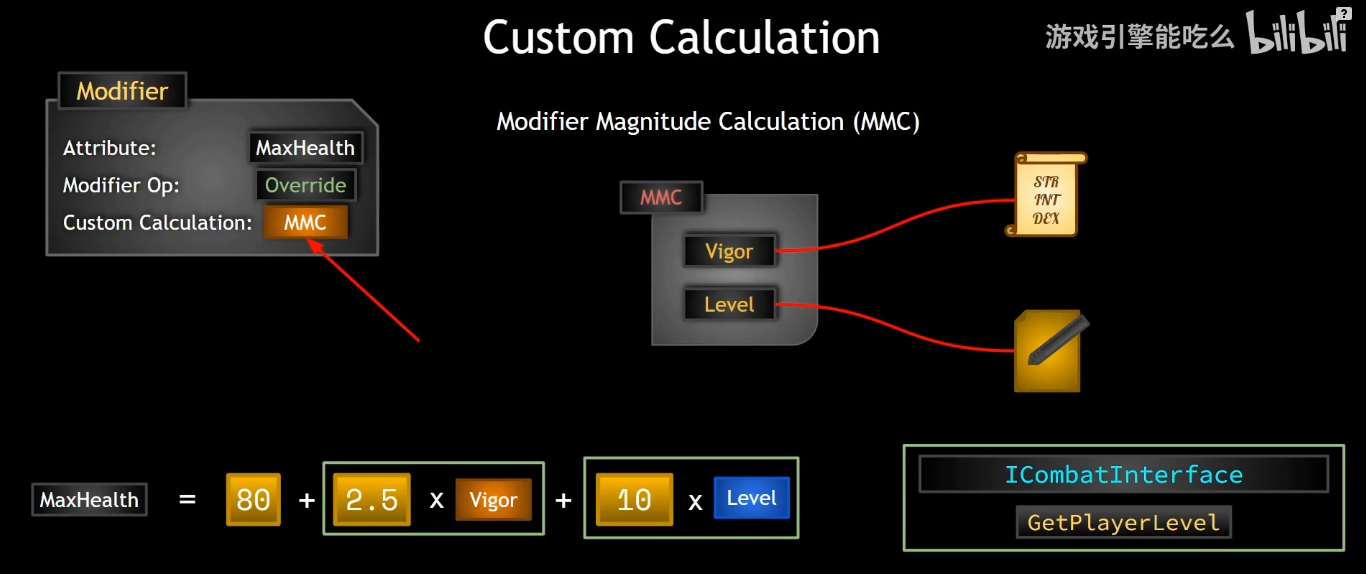 Custom Calculation
游戏引擎能吃么 bilibili
?
Modifier
Attribute: MaxHealth
Modifier Op: Override
Custom Calculation: MMC
Modifier Magnitude Calculation (MMC)
MMC
Vigor
Level
STR
INT
DEX
MaxHealth = 80 + 2.5 x Vigor + 10 x Level
ICombatInterface
GetPlayerLevel